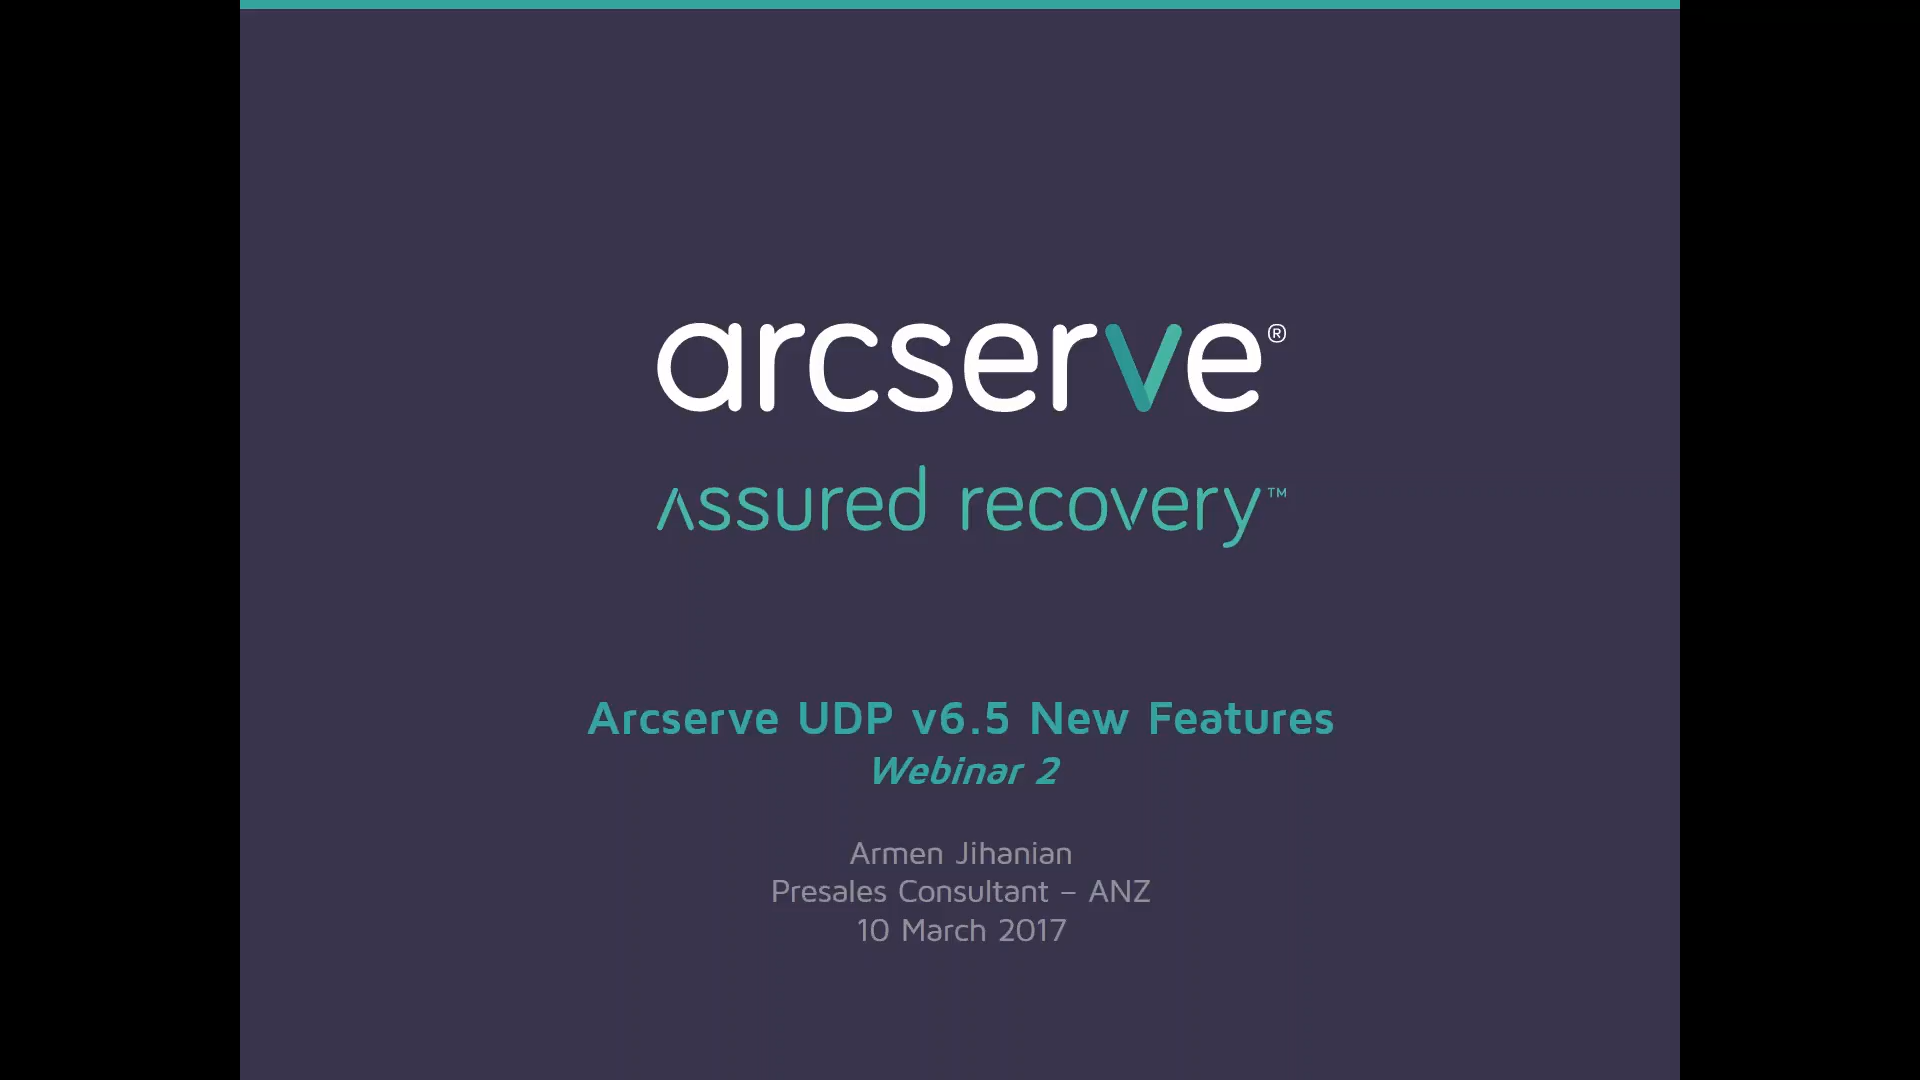 arcserve®
assured recovery™
Arcserve UDP v6.5 New Features
Webinar 2
Armen Jihanian
Presales Consultant – ANZ
10 March 2017